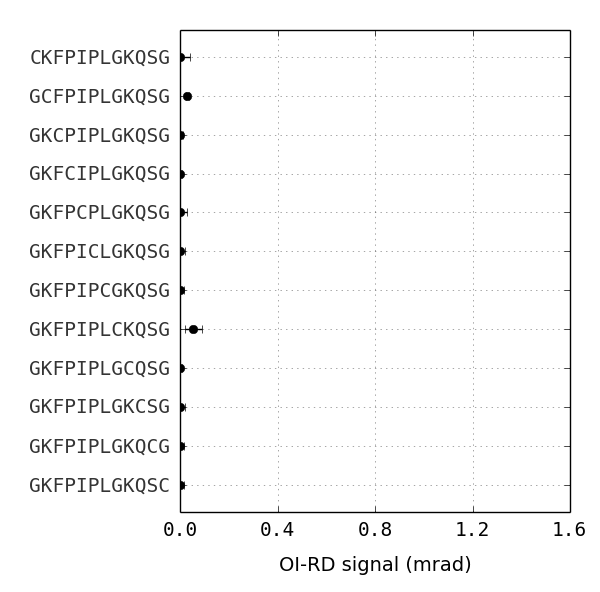 CKFPIPLGKQSG
GCFPIPLGKQSG
GKCPIPLGKQSG
GKFCIPLGKQSG
GKFPCPLGKQSG
GKFPICLGKQSG
GKFPIPCGKQSG
GKFPIPLCKQSG
GKFPIPLGCQSG
GKFPIPLGKCSG
GKFPIPLGKQCG
GKFPIPLGKQSC
0.0 0.4 0.8 1.2 1.6
OI-RD signal (mrad)